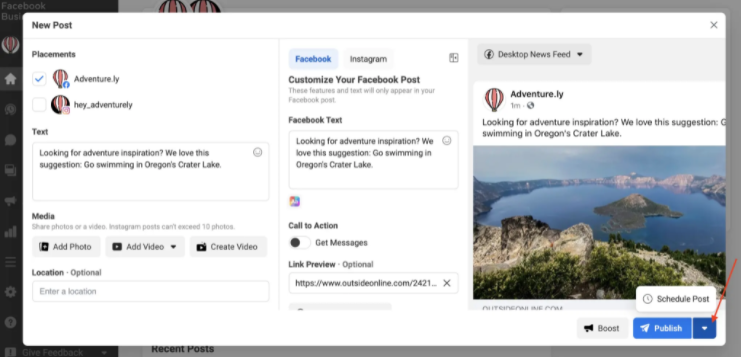 Facebook
Busi
New Post
Placements
Adventure.ly
hey_adventurely
Text
Looking for adventure inspiration? We love this
suggestion: Go swimming in Oregon's Crater Lake.
Media
Share photos or a video. Instagram posts can't exceed 10 photos.
Add Photo
Add Video
Create Video
Location · Optional
Enter a location
Facebook
Instagram
Customize Your Facebook Post
These features and text will only appear in your
Facebook post.
Facebook Text
Looking for adventure inspiration? We
love this suggestion: Go swimming in
Oregon's Crater Lake.
Call to Action
Get Messages
Link Preview · Optional
https://www.outsideonline.com/2421...
Desktop News Feed
Adventure.ly
1m ·
Looking for adventure inspiration? We love this suggestion: G
swimming in Oregon's Crater Lake.
OUTSIDEONLINE.COM
Schedule Post
Boost
Publish
Give Feedback
Recent Posts